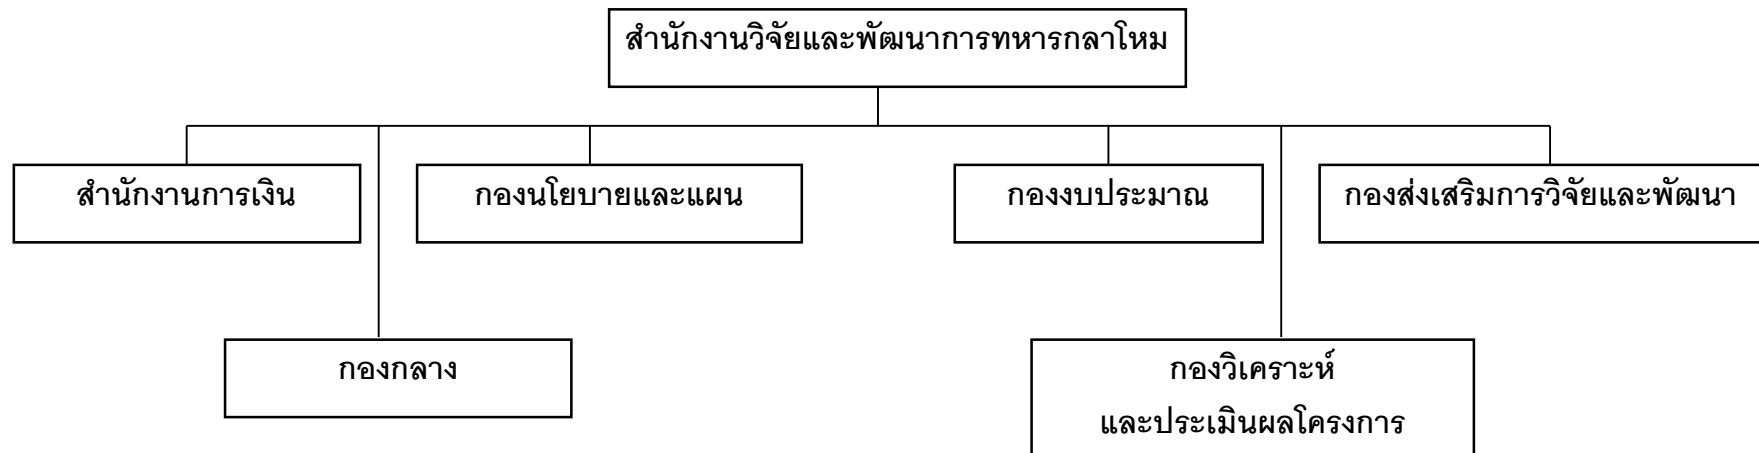 สำนักงานวิจัยและพัฒนาการทหารกลาโหม
สำนักงานการเงิน
กองนโยบายและแผน
กองงบประมาณ
กองส่งเสริมการวิจัยและพัฒนา
กองกลาง
กองวิเคราะห์
และประเมินผลโครงการ